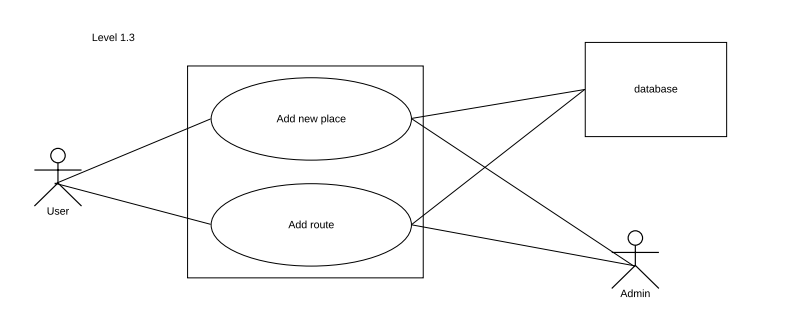 Level 1.3
database
Add new place
Add route
User
Admin